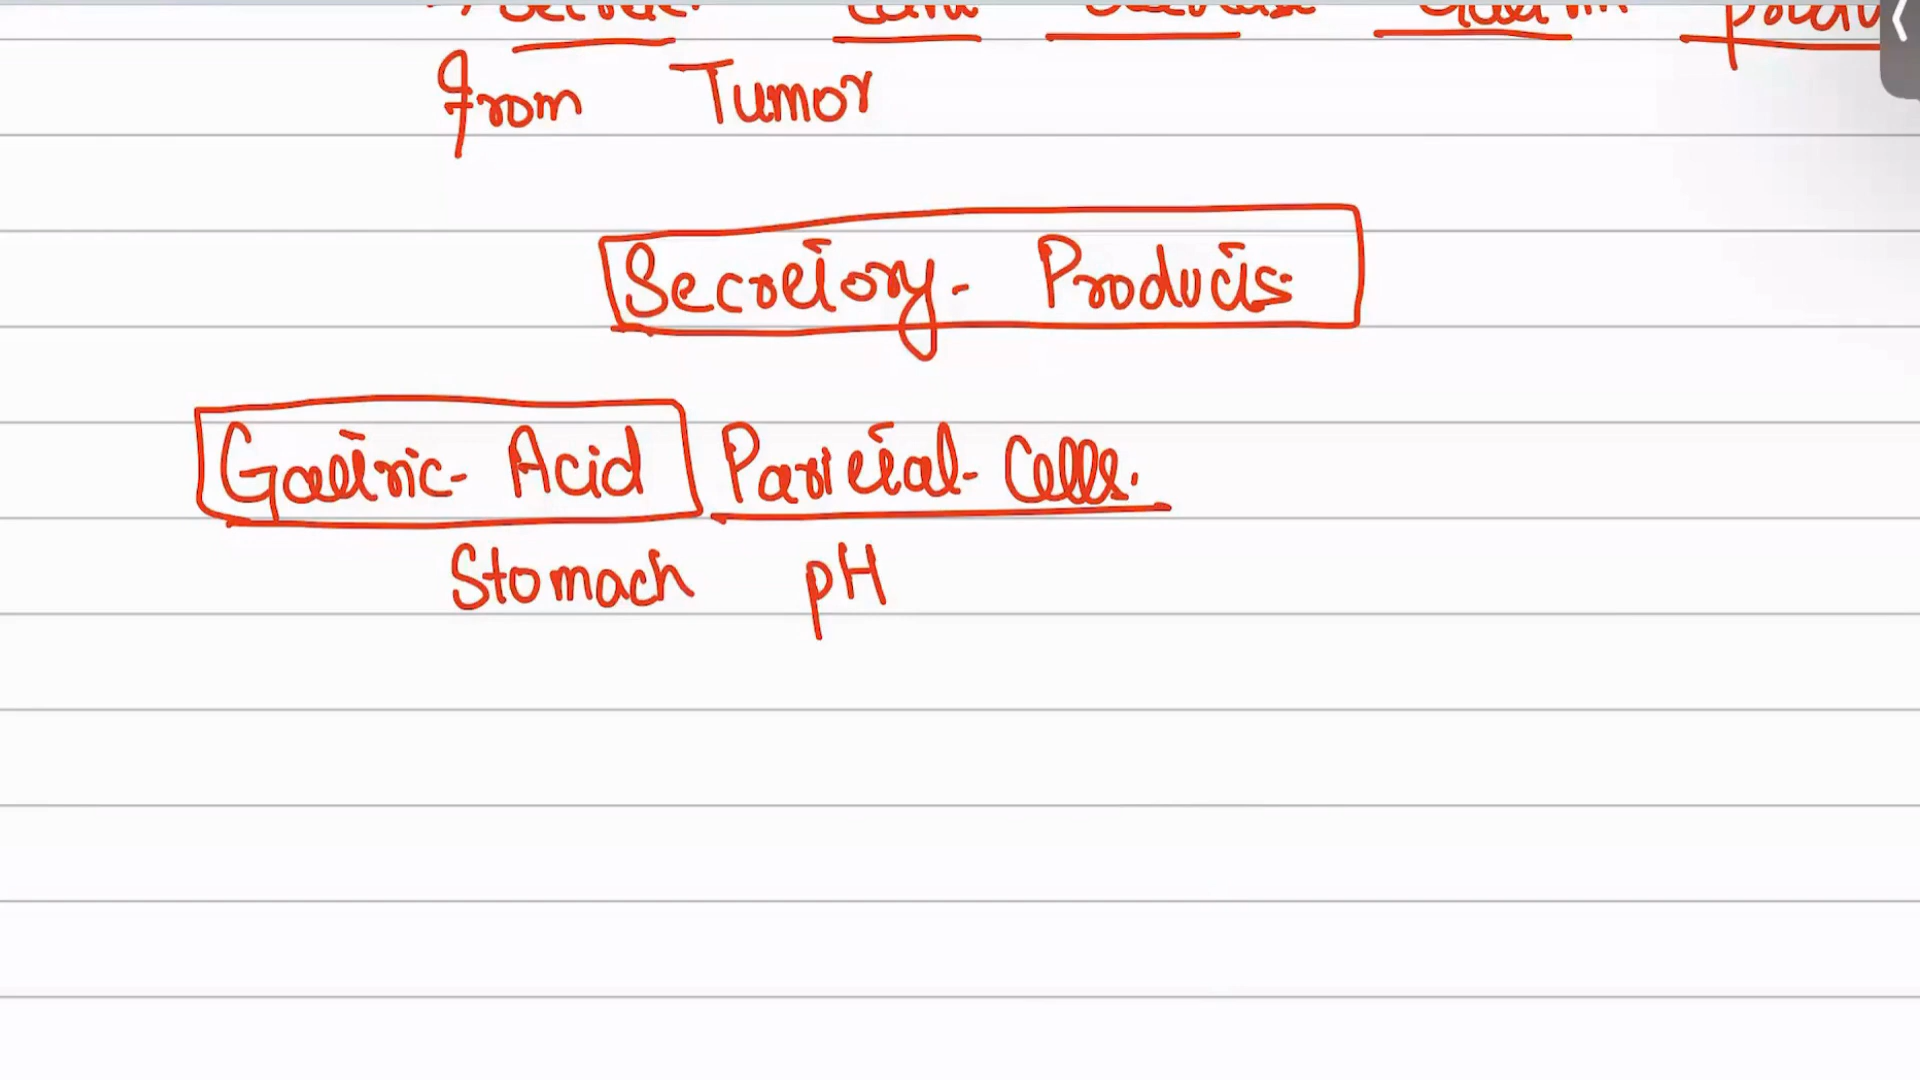 from Tumor
Secretory- Products
Gastric- Acid Parietal- Cells.
Stomach pH